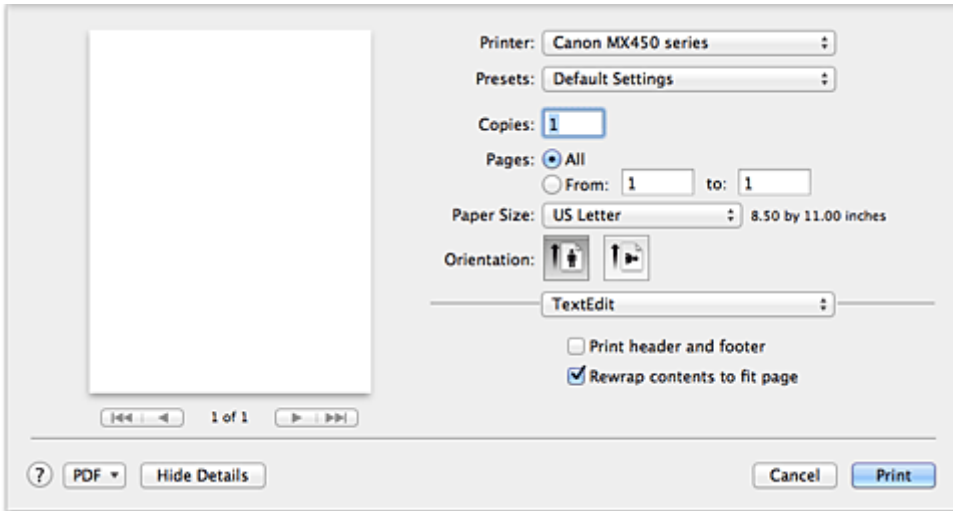 Printer: Canon MX450 series
Presets: Default Settings
Copies: 1
Pages: All
From: 1 to: 1
Paper Size: US Letter 8.50 by 11.00 inches
Orientation:
TextEdit
Print header and footer
Rewrap contents to fit page
1 of 1
? PDF Hide Details Cancel Print